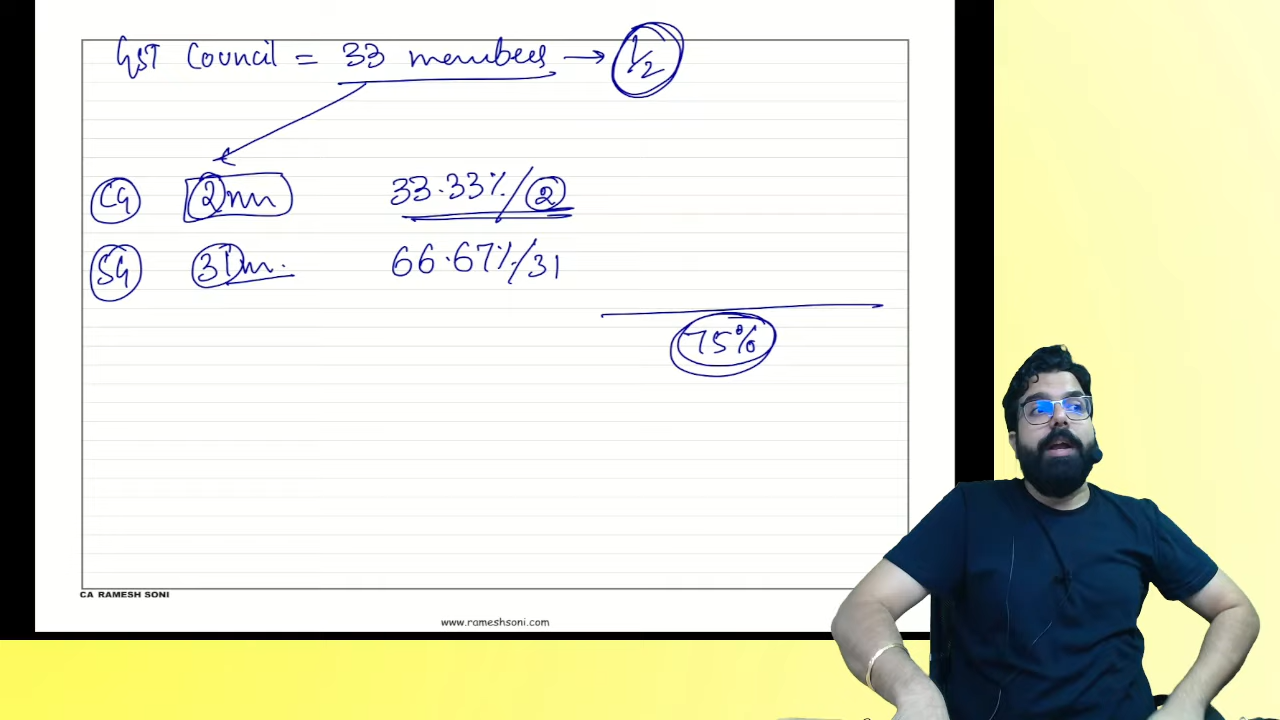 GST Council = 33 members → 1/2
CG 2m 33.33%/2
SG 31m. 66.67%/31
75%
CA RAMESH SONI
www.rameshsoni.com